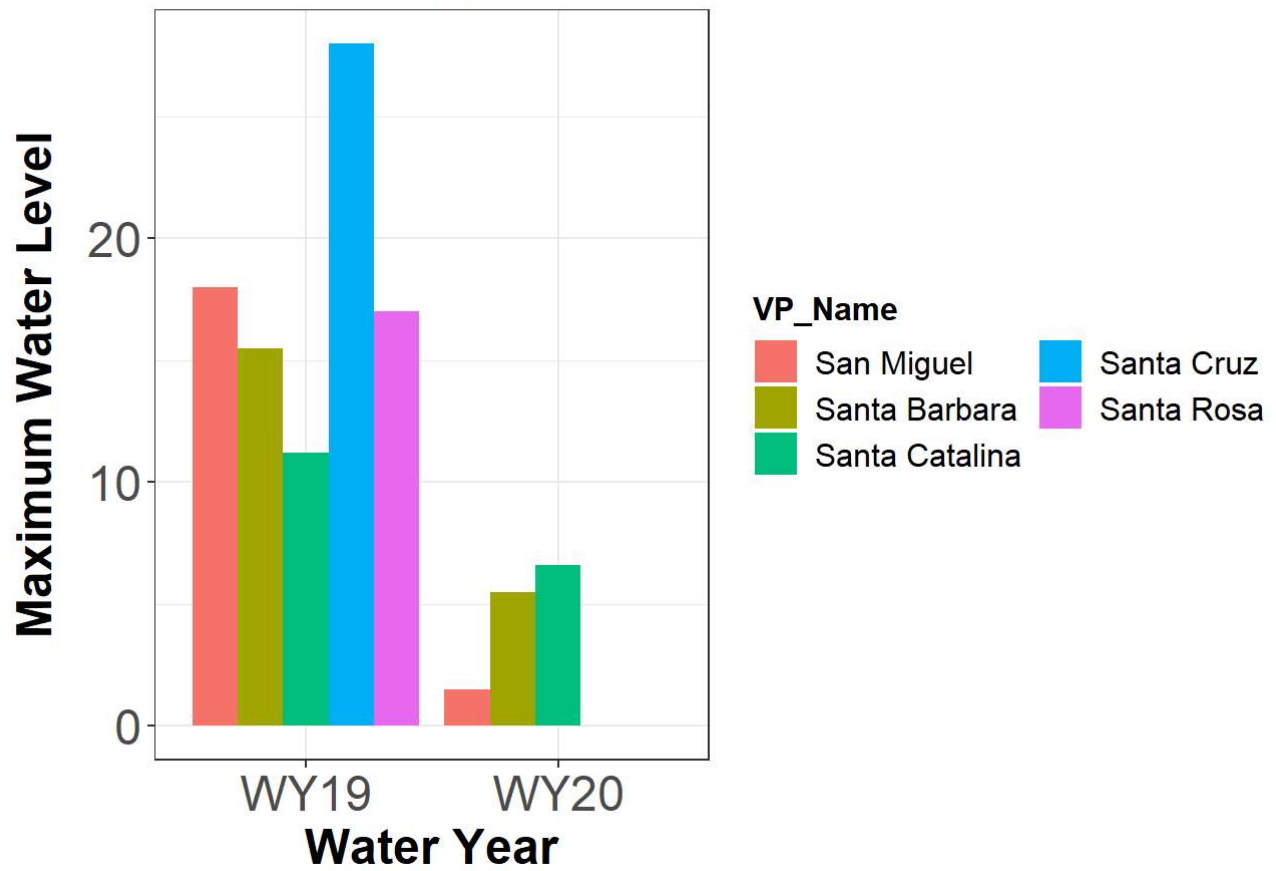 Maximum Water Level
20
10
0
WY19 WY20
Water Year
VP_Name
San Miguel Santa Cruz
Santa Barbara Santa Rosa
Santa Catalina